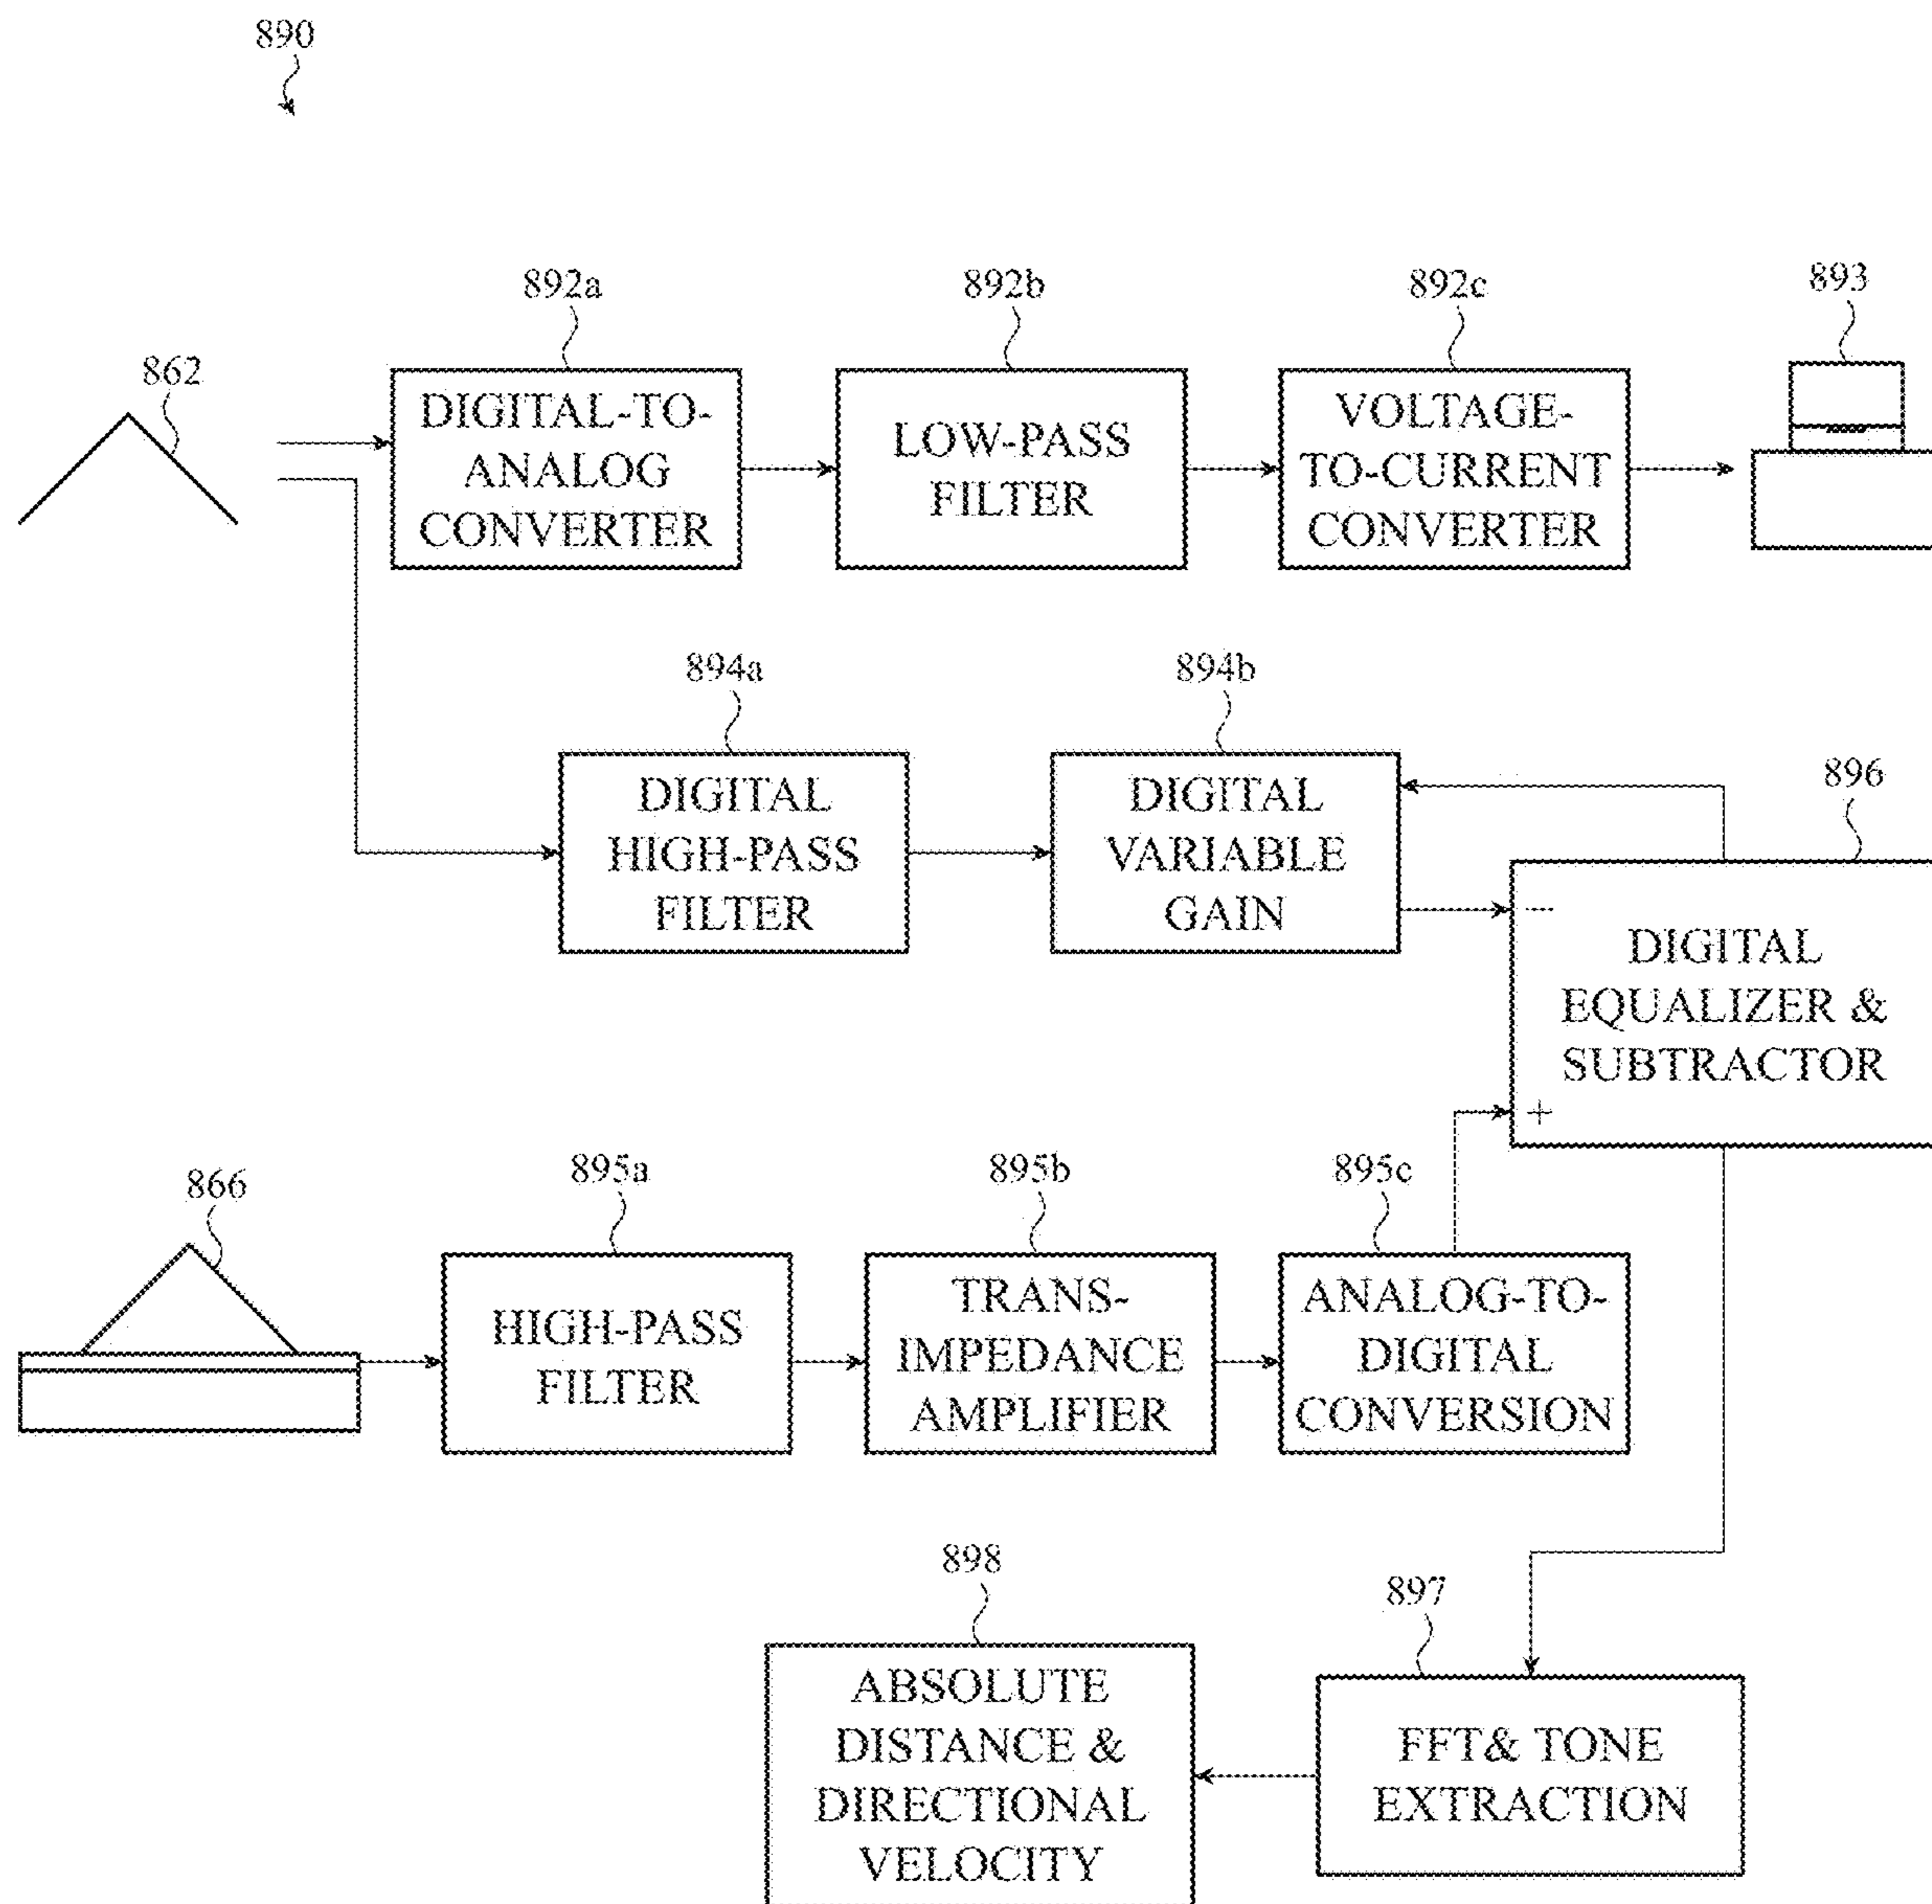 890
892a
892b
892c
893
862
DIGITAL-TO-
ANALOG
CONVERTER
LOW-PASS
FILTER
VOLTAGE-
TO-CURRENT
CONVERTER
894a
894b
896
DIGITAL
HIGH-PASS
FILTER
DIGITAL
VARIABLE
GAIN
-
DIGITAL
EQUALIZER &
SUBTRACTOR
+
866
895a
895b
895c
HIGH-PASS
FILTER
TRANS-
IMPEDANCE
AMPLIFIER
ANALOG-TO-
DIGITAL
CONVERSION
898
897
ABSOLUTE
DISTANCE &
DIRECTIONAL
VELOCITY
FFT& TONE
EXTRACTION